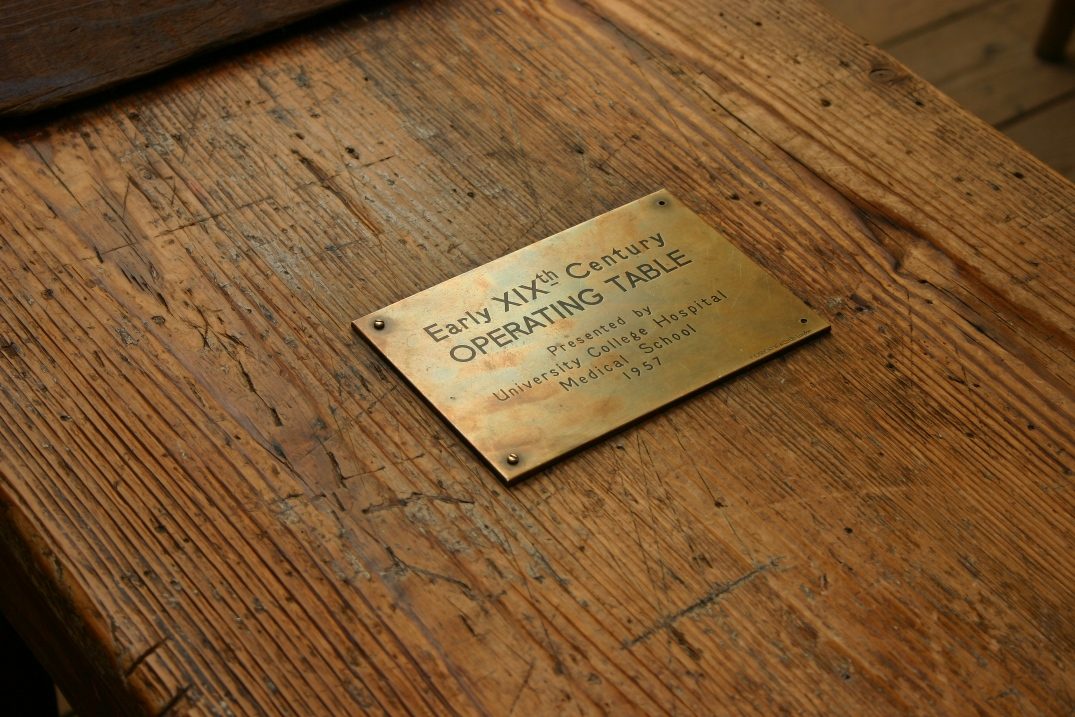 Early XIXth Century
OPERATING TABLE
Presented by
University College Hospital
Medical School
1957